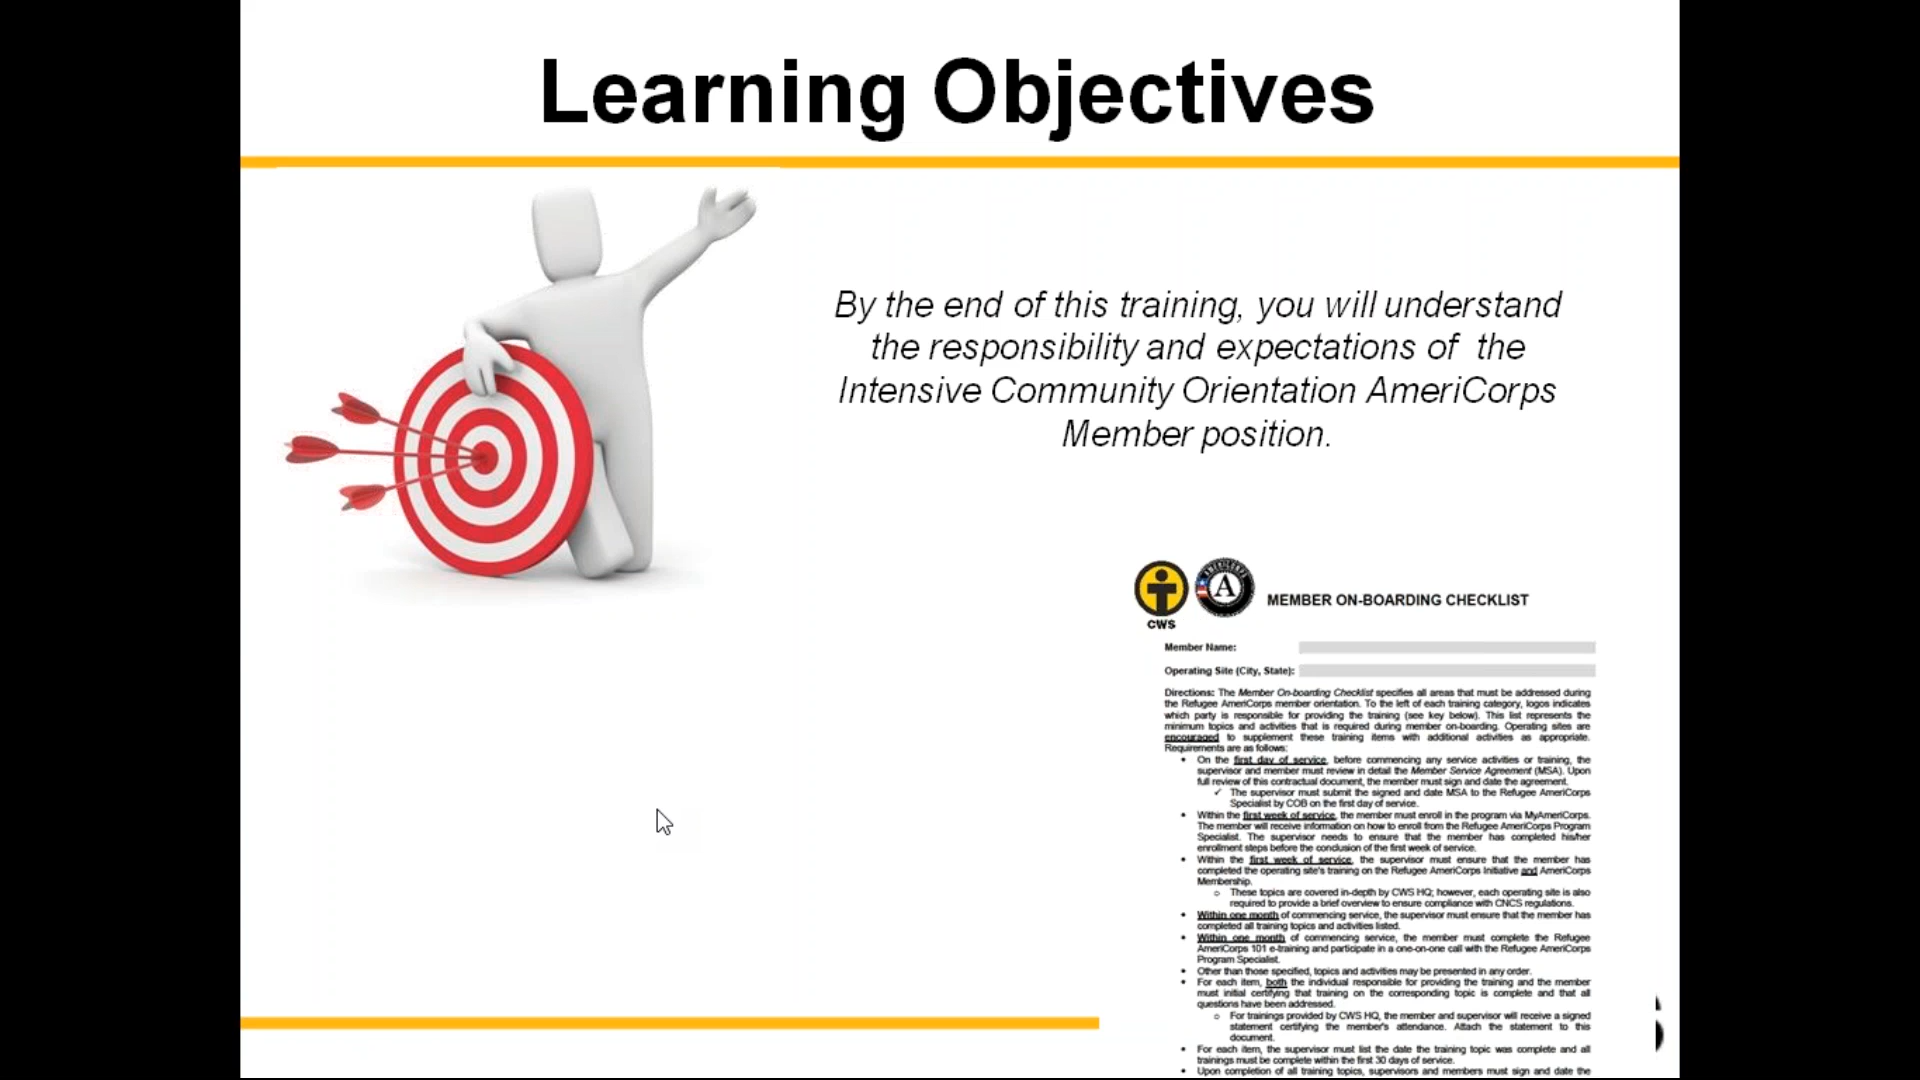 Learning Objectives
By the end of this training, you will understand
the responsibility and expectations of the
Intensive Community Orientation AmeriCorps
Member position.
CWS
AMERICORPS
A
MEMBER ON-BOARDING CHECKLIST
Member Name:
Operating Site (City, State):
Directions: The Member On-boarding Checklist specifies all areas that must be addressed during
the Refugee AmeriCorps member orientation. To the left of each training category, logos indicates
which party is responsible for providing the training (see key below). This list represents the
minimum topics and activities that is required during member on-boarding. Operating sites are
encouraged to supplement these training items with additional activities as appropriate.
Requirements are as follows:
• On the first day of service, before commencing any service activities or training, the
supervisor and member must review in detail the Member Service Agreement (MSA). Upon
full review of this contractual document, the member must sign and date the agreement.
✓ The supervisor must submit the signed and date MSA to the Refugee AmeriCorps
Specialist by COB on the first day of service.
• Within the first week of service, the member must enroll in the program via MyAmeriCorps.
The member will receive information on how to enroll from the Refugee AmeriCorps Program
Specialist. The supervisor needs to ensure that the member has completed his/her
enrollment steps before the conclusion of the first week of service.
• Within the first week of service, the supervisor must ensure that the member has
completed the operating site's training on the Refugee AmeriCorps Initiative and AmeriCorps
Membership.
o These topics are covered in-depth by CWS HQ; however, each operating site is also
required to provide a brief overview to ensure compliance with CNCS regulations.
• Within one month of commencing service, the supervisor must ensure that the member has
completed all training topics and activities listed.
• Within one month of commencing service, the member must complete the Refugee
AmeriCorps 101 e-training and participate in a one-on-one call with the Refugee AmeriCorps
Program Specialist.
• Other than those specified, topics and activities may be presented in any order.
• For each item, both the individual responsible for providing the training and the member
must initial certifying that training on the corresponding topic is complete and that all
questions have been addressed.
o For trainings provided by CWS HQ, the member and supervisor will receive a signed
statement certifying the member's attendance. Attach the statement to this
document.
• For each item, the supervisor must list the date the training topic was complete and all
trainings must be complete within the first 30 days of service.
• Upon completion of all training topics, supervisors and members must sign and date the